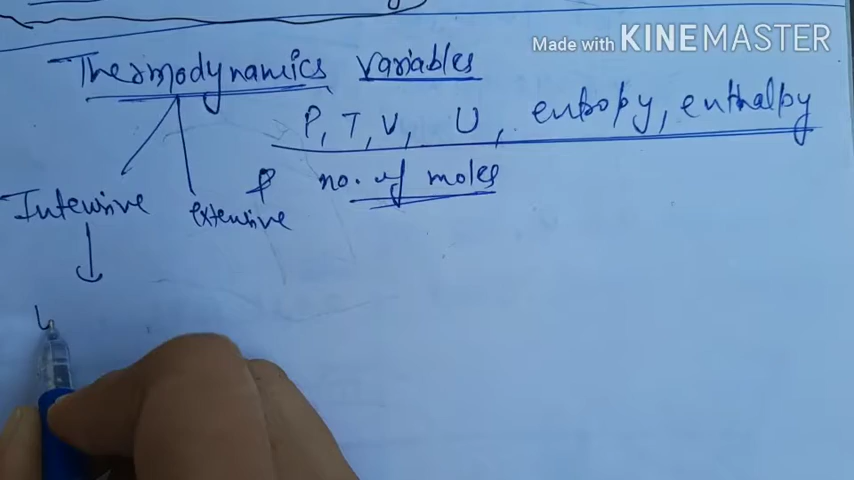 Made with KINEMASTER
Thermodynamics variables
P, T, V, U, entropy, enthalpy
no. of moles
Intensive extensive